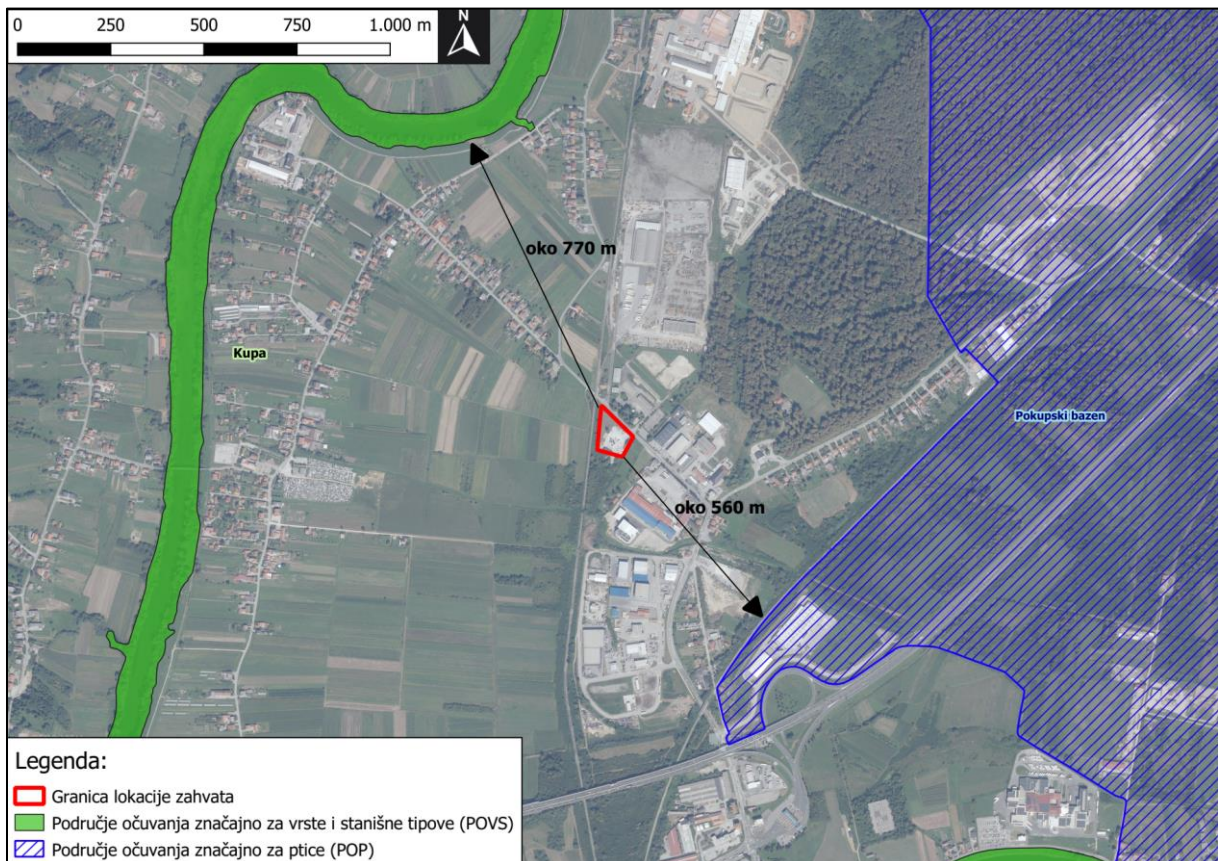 0 250 500 750 1.000 m
N
oko 770 m
Kupa
Pokupski bazen
oko 560 m
Legenda:
Granica lokacije zahvata
Područje očuvanja značajno za vrste i stanišne tipove (POVS)
Područje očuvanja značajno za ptice (POP)